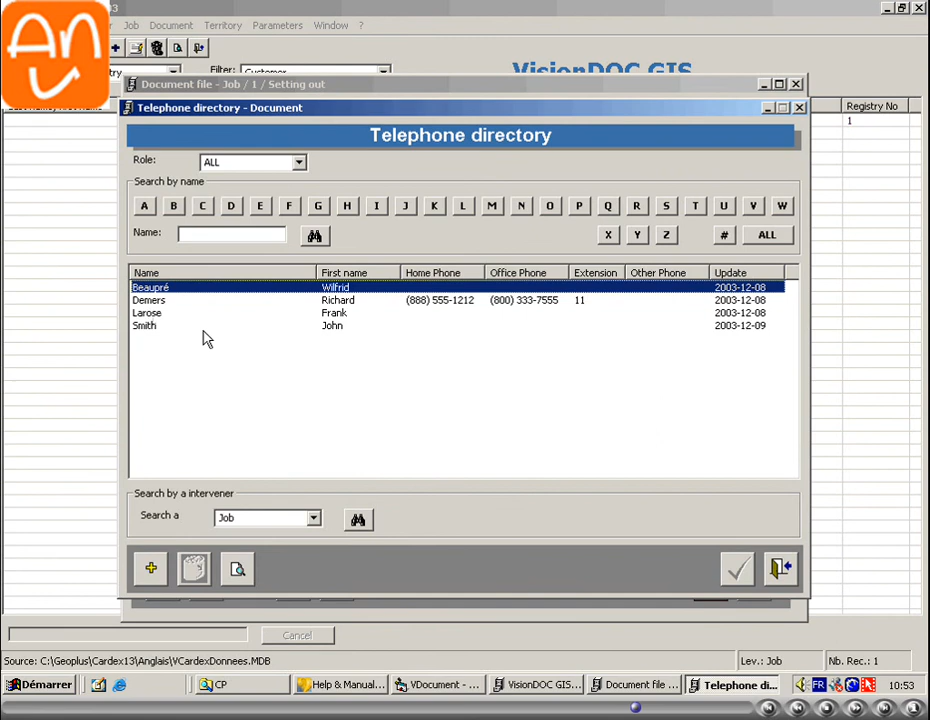 An
Job Document Territory Parameters Window ?
Filter: Customer
VisionDOC GIS
Document file - Job / 1 / Setting out
Telephone directory - Document
Telephone directory
Registry No
1
Role: ALL
Search by name
A B C D E F G H I J K L M N O P Q R S T U V W
Name:
X Y Z # ALL
Name First name Home Phone Office Phone Extension Other Phone Update
Beaupré Wilfrid 2003-12-08
Demers Richard (888) 555-1212 (800) 333-7555 11 2003-12-08
Larose Frank 2003-12-08
Smith John 2003-12-09
Search by a intervener
Search a Job
Cancel
Source: C:\Geoplus\Cardex13\Anglais\VCardexDonnees.MDB Lev.: Job Nb. Rec.: 1
Démarrer CP Help & Manual... VDocument - ... VisionDOC GIS... Document file ... Telephone di... FR 10:53